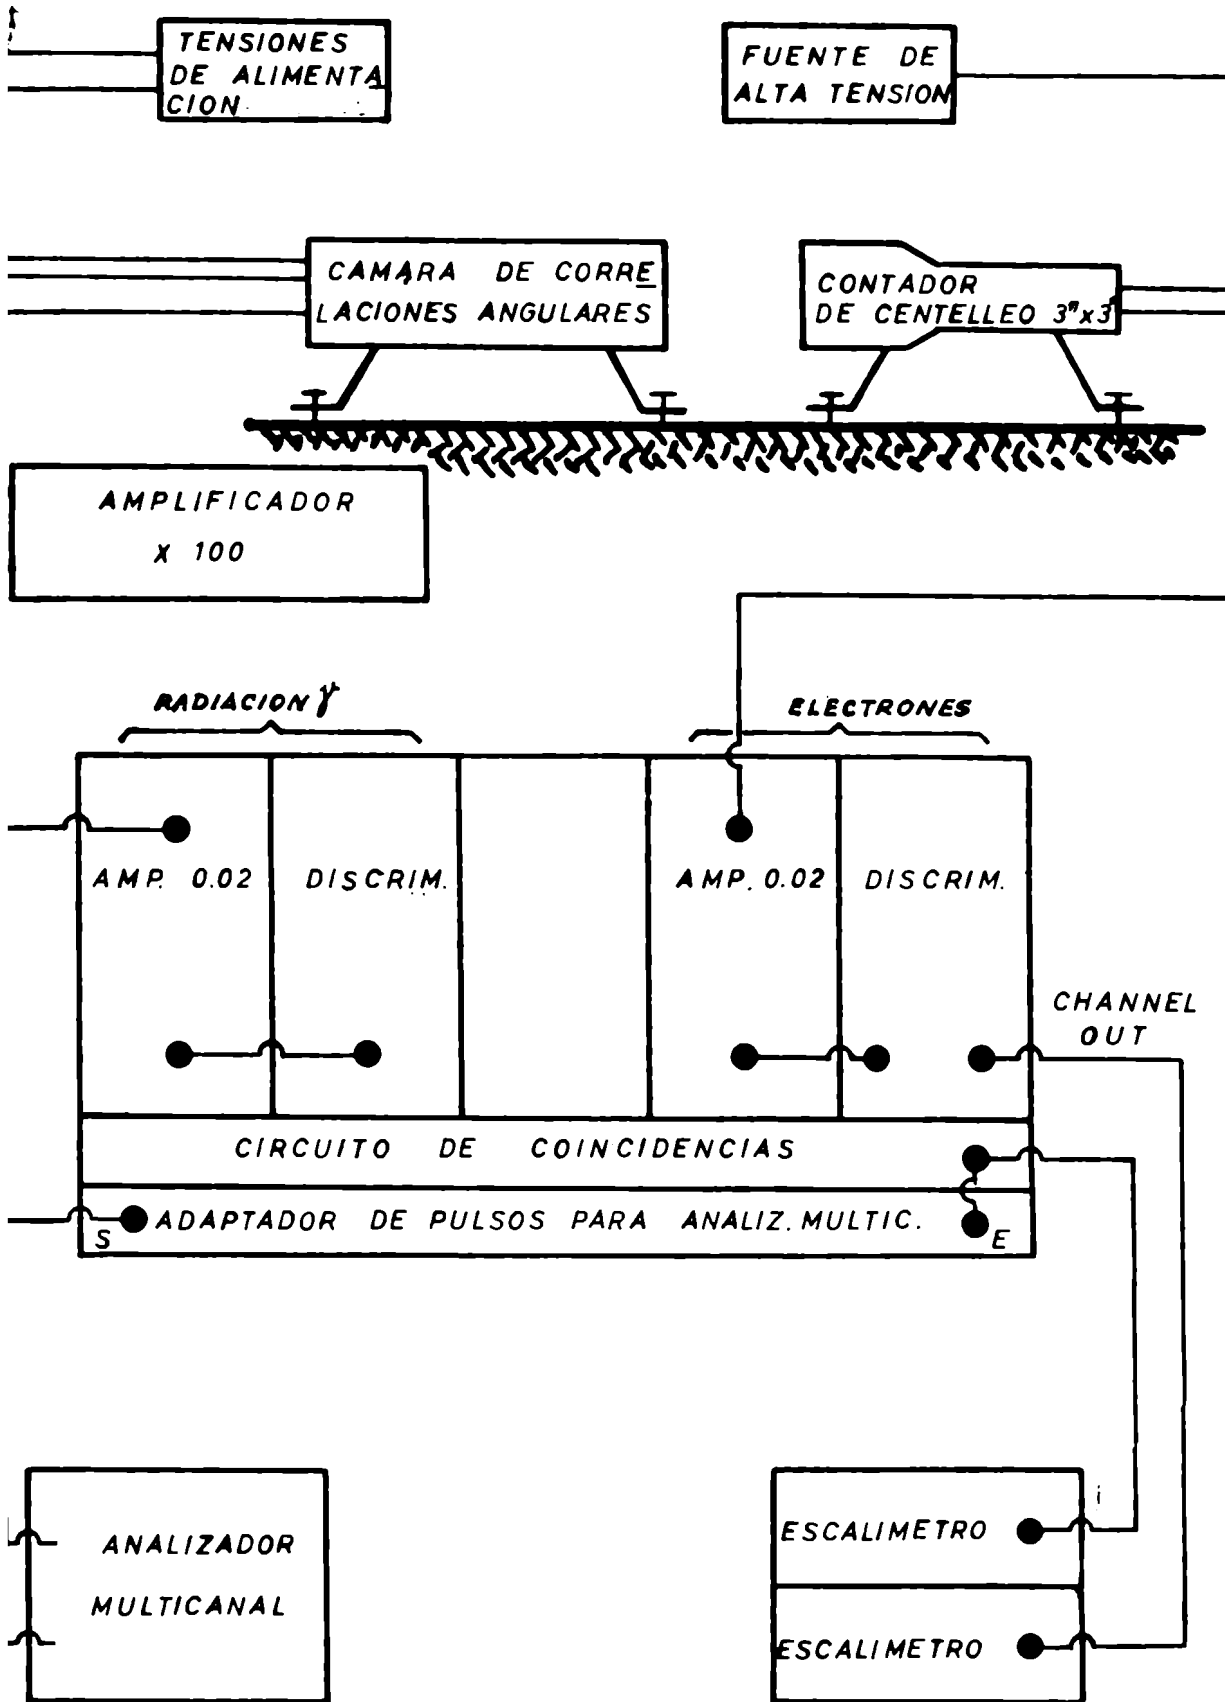 TENSIONES
DE ALIMENTA
CION
FUENTE DE
ALTA TENSION
CAMARA DE CORRE
LACIONES ANGULARES
CONTADOR
DE CENTELLEO 3"x3"
AMPLIFICADOR
X 100
RADIACION γ
ELECTRONES
AMP. 0.02
DISCRIM.
AMP. 0.02
DISCRIM.
CHANNEL
OUT
CIRCUITO DE COINCIDENCIAS
S
ADAPTADOR DE PULSOS PARA ANALIZ. MULTIC.
E
ANALIZADOR
MULTICANAL
ESCALIMETRO
ESCALIMETRO